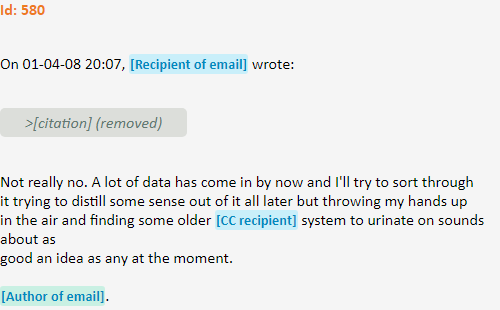 Id: 580
On 01-04-08 20:07, [Recipient of email] wrote:
>[citation] (removed)
Not really no. A lot of data has come in by now and I'll try to sort through
it trying to distill some sense out of it all later but throwing my hands up
in the air and finding some older [CC recipient] system to urinate on sounds
about as
good an idea as any at the moment.
[Author of email].